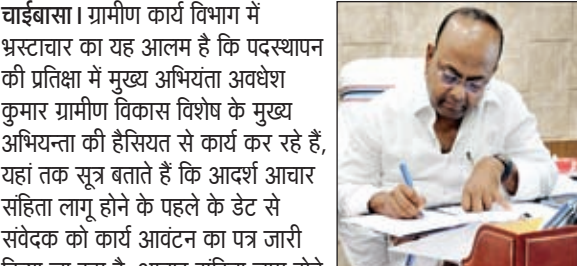 चाईबासा। ग्रामीण कार्य विभाग में
भ्रस्टाचार का यह आलम है कि पदस्थापन
की प्रतिक्षा में मुख्य अभियंता अवधेश
कुमार ग्रामीण विकास विशेष के मुख्य
अभियन्ता की हैसियत से कार्य कर रहे हैं,
यहां तक सूत्र बताते हैं कि आदर्श आचार
संहिता लागू होने के पहले के डेट से
संवेदक को कार्य आवंटन का पत्र जारी